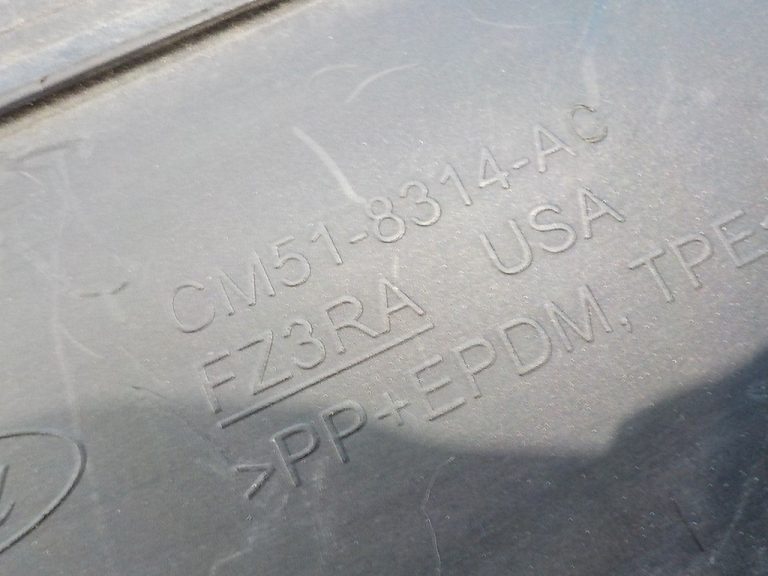 CM51-8314-AC
FZ3RA USA
>PP+EPDM, TPE<